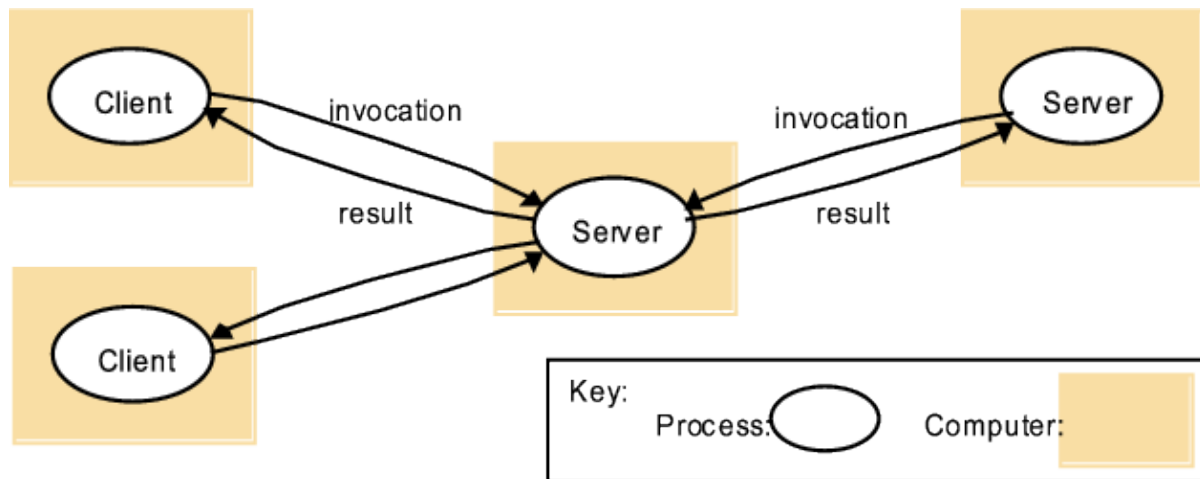 Client
invocation
result
Server
invocation
result
Server
Client
Key:
Process:
Computer: